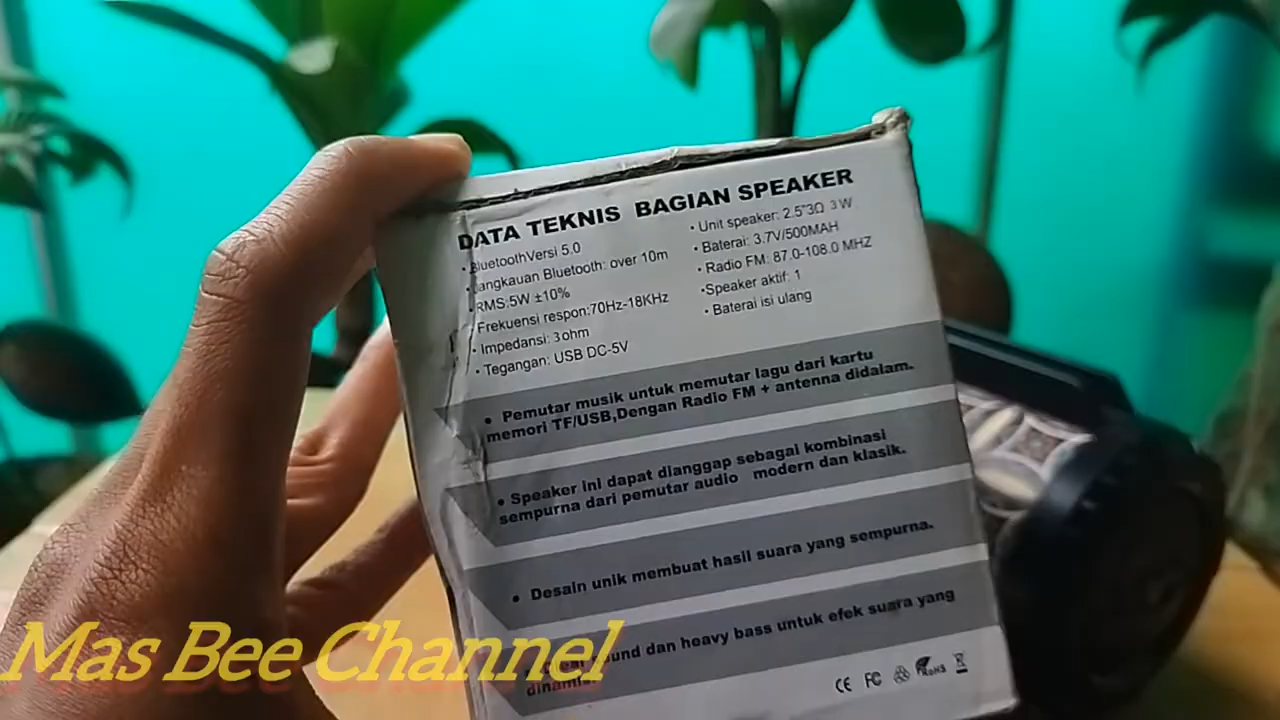 DATA TEKNIS BAGIAN SPEAKER
• BluetoothVersi 5.0
• Jangkauan Bluetooth: over 10m
RMS:5W ±10%
Frekuensi respon:70Hz-18KHz
• Impedansi: 3ohm
• Tegangan: USB DC-5V
• Unit speaker: 2.5"3Ω 3W
• Baterai: 3.7V/500MAH
• Radio FM: 87.0-108.0 MHZ
•Speaker aktif: 1
• Baterai isi ulang
• Pemutar musik untuk memutar lagu dari kartu
memori TF/USB,Dengan Radio FM + antenna didalam.
• Speaker ini dapat dianggap sebagai kombinasi
sempurna dari pemutar audio modern dan klasik.
• Desain unik membuat hasil suara yang sempurna.
dan heavy bass untuk efek suara yang
dinamis.
CE FC RoHS
Mas Bee Channel